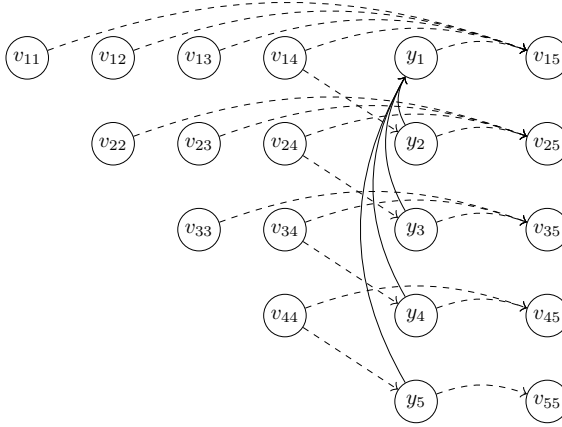 v₁₁ v₁₂ v₁₃ v₁₄ y₁ v₁₅
v₂₂ v₂₃ v₂₄ y₂ v₂₅
v₃₃ v₃₄ y₃ v₃₅
v₄₄ y₄ v₄₅
y₅ v₅₅